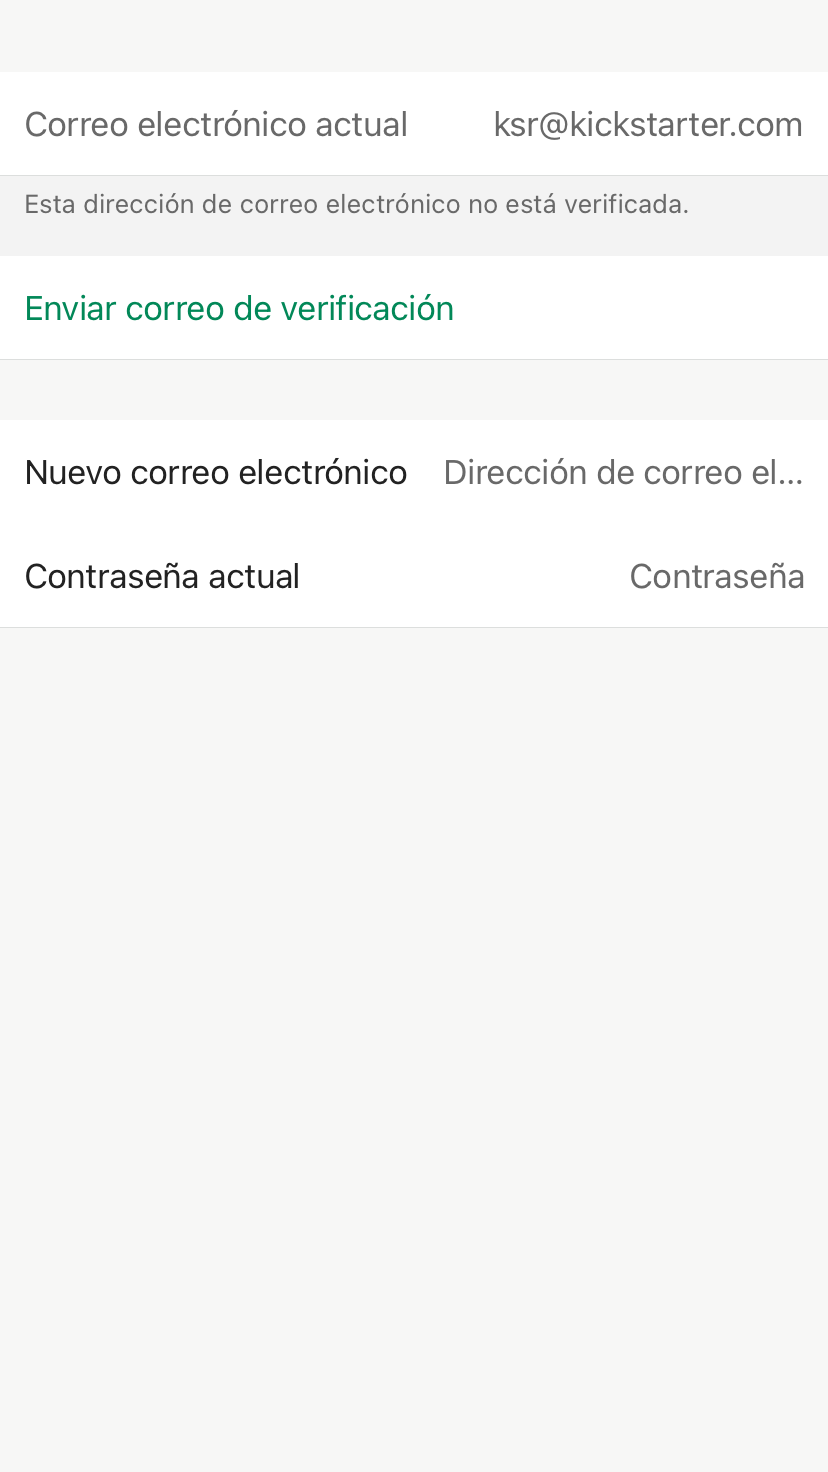 Correo electrónico actual ksr@kickstarter.com
Esta dirección de correo electrónico no está verificada.
Enviar correo de verificación
Nuevo correo electrónico Dirección de correo el...
Contraseña actual Contraseña